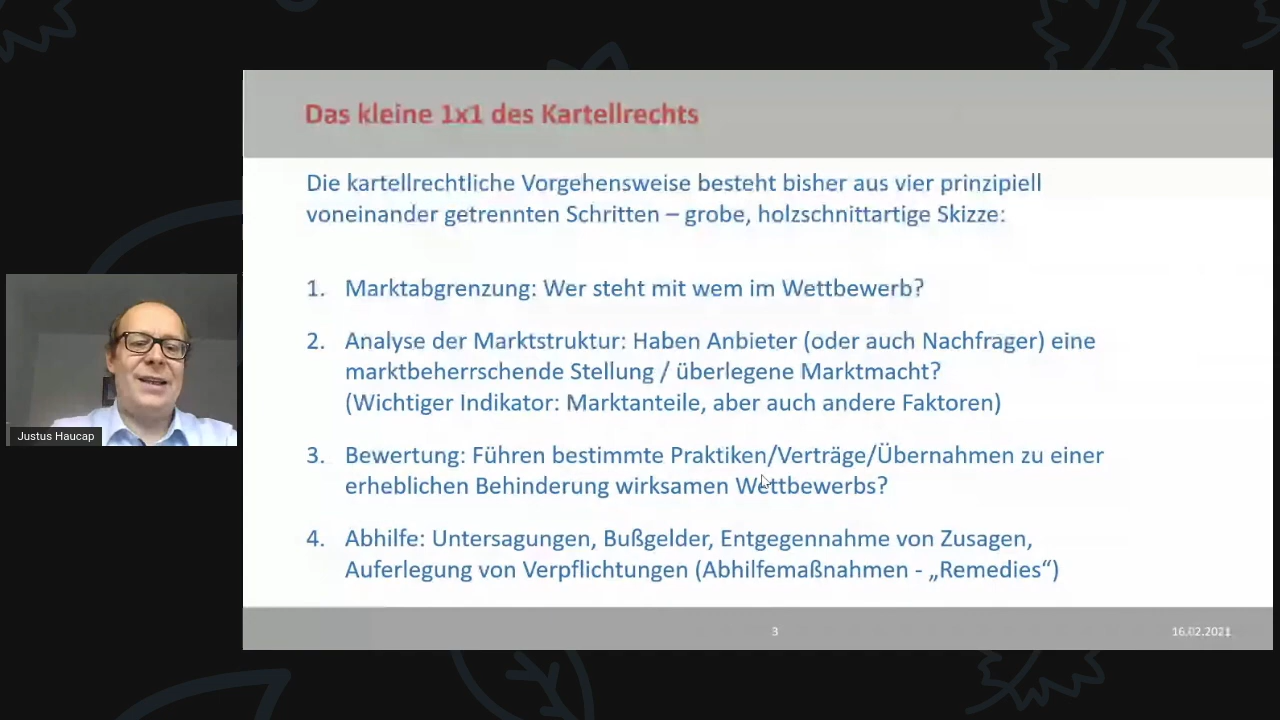 Das kleine 1x1 des Kartellrechts
Die kartellrechtliche Vorgehensweise besteht bisher aus vier prinzipiell
voneinander getrennten Schritten – grobe, holzschnittartige Skizze:
1. Marktabgrenzung: Wer steht mit wem im Wettbewerb?
2. Analyse der Marktstruktur: Haben Anbieter (oder auch Nachfrager) eine
marktbeherrschende Stellung / überlegene Marktmacht?
(Wichtiger Indikator: Marktanteile, aber auch andere Faktoren)
3. Bewertung: Führen bestimmte Praktiken/Verträge/Übernahmen zu einer
erheblichen Behinderung wirksamen Wettbewerbs?
4. Abhilfe: Untersagungen, Bußgelder, Entgegennahme von Zusagen,
Auferlegung von Verpflichtungen (Abhilfemaßnahmen - „Remedies“)
Justus Haucap
3
16.02.2021